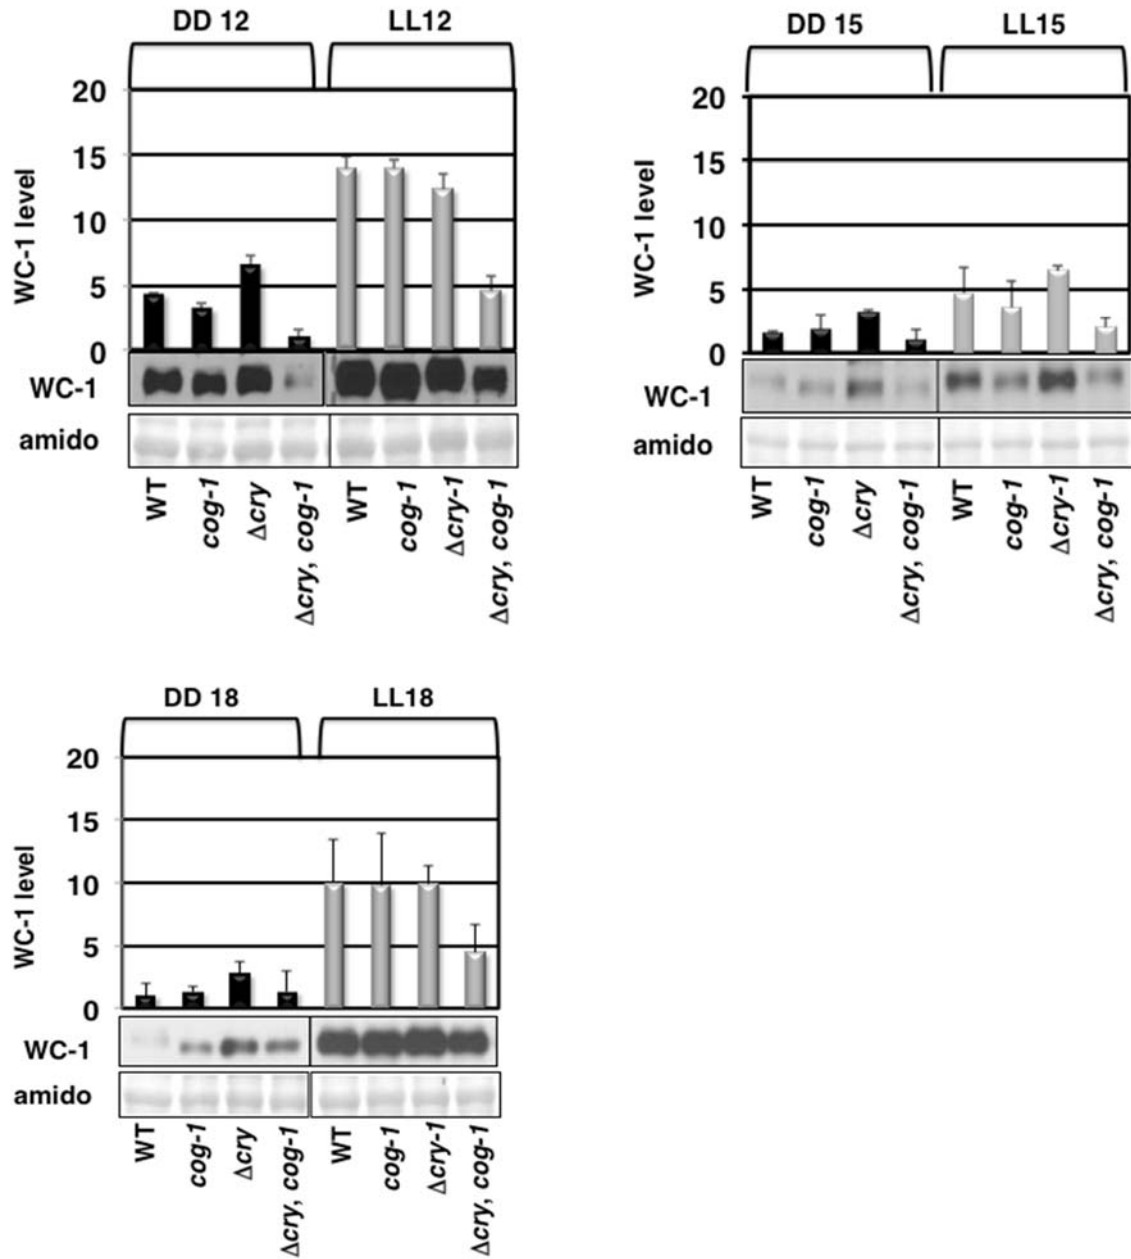 DD 12 LL12
20
15
10
5
0
WC-1 level
WC-1
amido
WT cog-1 Δcry Δcry, cog-1 WT cog-1 Δcry-1 Δcry, cog-1
DD 15 LL15
20
15
10
5
0
WC-1 level
WC-1
amido
WT cog-1 Δcry Δcry, cog-1 WT cog-1 Δcry-1 Δcry, cog-1
DD 18 LL18
20
15
10
5
0
WC-1 level
WC-1
amido
WT cog-1 Δcry Δcry, cog-1 WT cog-1 Δcry-1 Δcry, cog-1